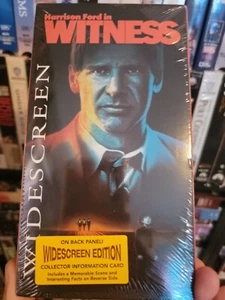 Harrison Ford in
WITNESS
WIDESCREEN
ON BACK PANEL!
WIDESCREEN EDITION
COLLECTOR INFORMATION CARD
Includes a Memorable Scene and
Interesting Facts on Reverse Side